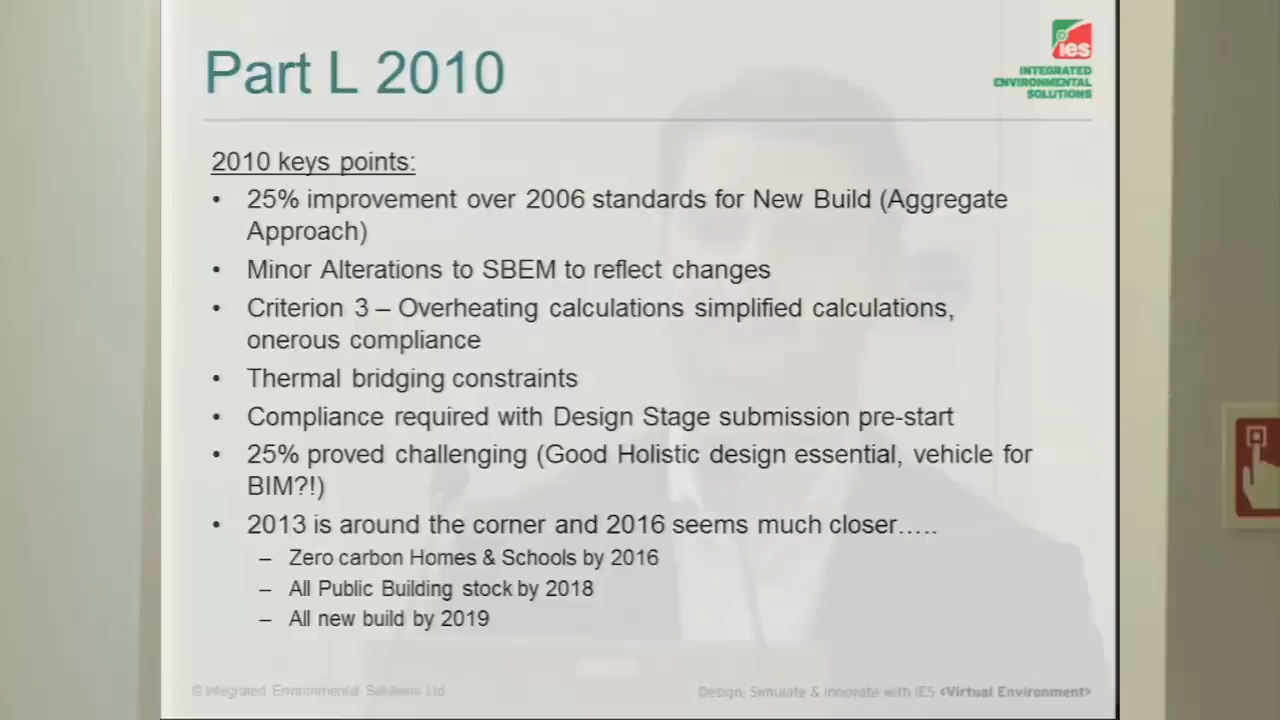 Part L 2010
ies
INTEGRATED
ENVIRONMENTAL
SOLUTIONS
2010 keys points:
• 25% improvement over 2006 standards for New Build (Aggregate
Approach)
• Minor Alterations to SBEM to reflect changes
• Criterion 3 – Overheating calculations simplified calculations,
onerous compliance
• Thermal bridging constraints
• Compliance required with Design Stage submission pre-start
• 25% proved challenging (Good Holistic design essential, vehicle for
BIM?!)
• 2013 is around the corner and 2016 seems much closer…..
– Zero carbon Homes & Schools by 2016
– All Public Building stock by 2018
– All new build by 2019
© Integrated Environmental Solutions Ltd
Design, Simulate & Innovate with IES <Virtual Environment>